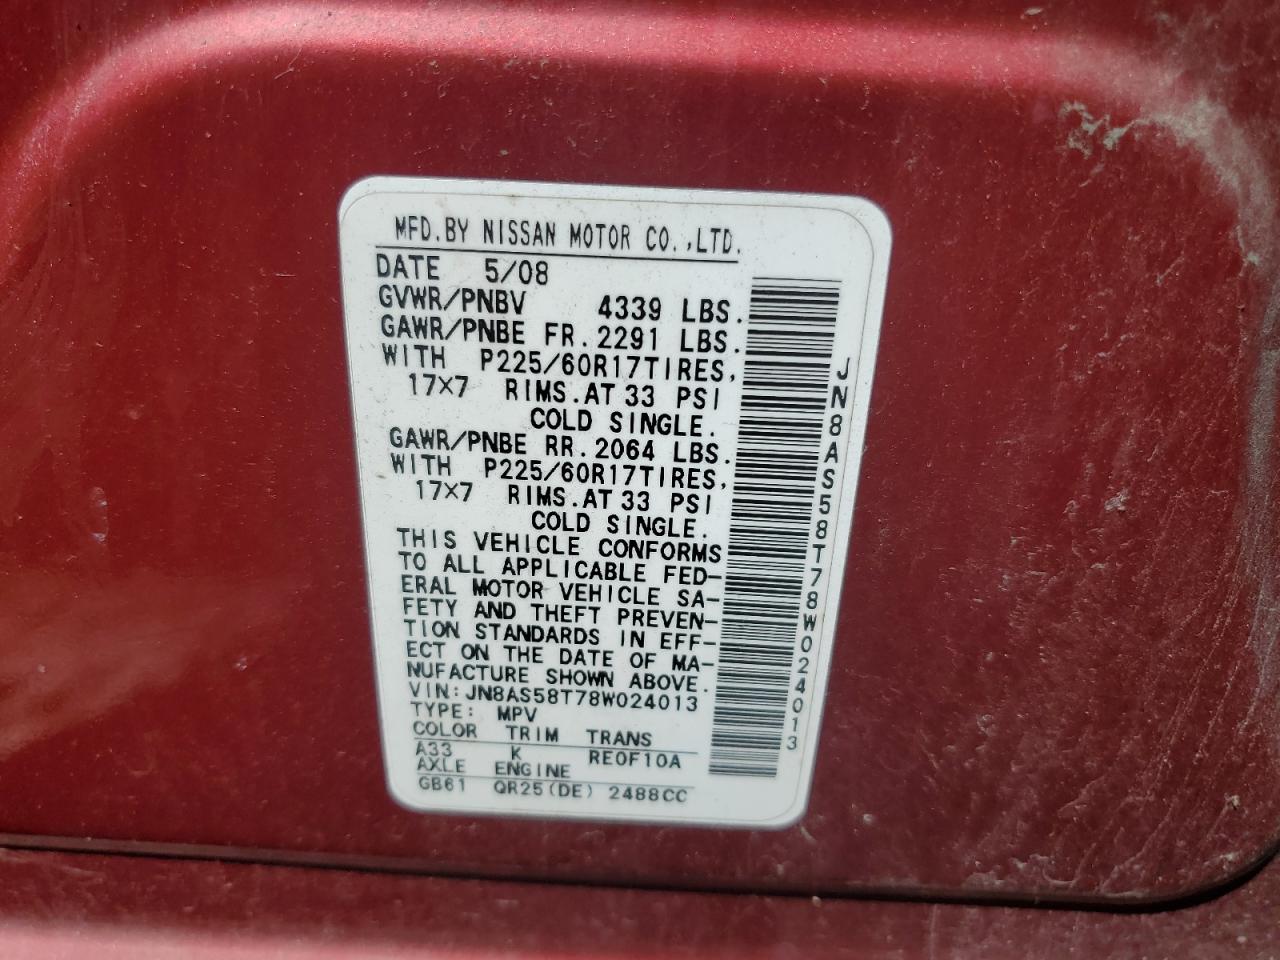 MFD.BY NISSAN MOTOR CO.,LTD.
DATE 5/08
GVWR/PNBV 4339 LBS.
GAWR/PNBE FR.2291 LBS.
WITH P225/60R17TIRES,
17×7 RIMS.AT 33 PSI
COLD SINGLE.
GAWR/PNBE RR.2064 LBS.
WITH P225/60R17TIRES,
17×7 RIMS.AT 33 PSI
COLD SINGLE.
THIS VEHICLE CONFORMS
TO ALL APPLICABLE FED-
ERAL MOTOR VEHICLE SA-
FETY AND THEFT PREVEN-
TION STANDARDS IN EFF-
ECT ON THE DATE OF MA-
NUFACTURE SHOWN ABOVE.
VIN:JN8AS58T78W024013
TYPE: MPV
COLOR TRIM TRANS
A33 K RE0F10A
AXLE ENGINE
GB61 QR25(DE) 2488CC
JN8AS58T78W024013